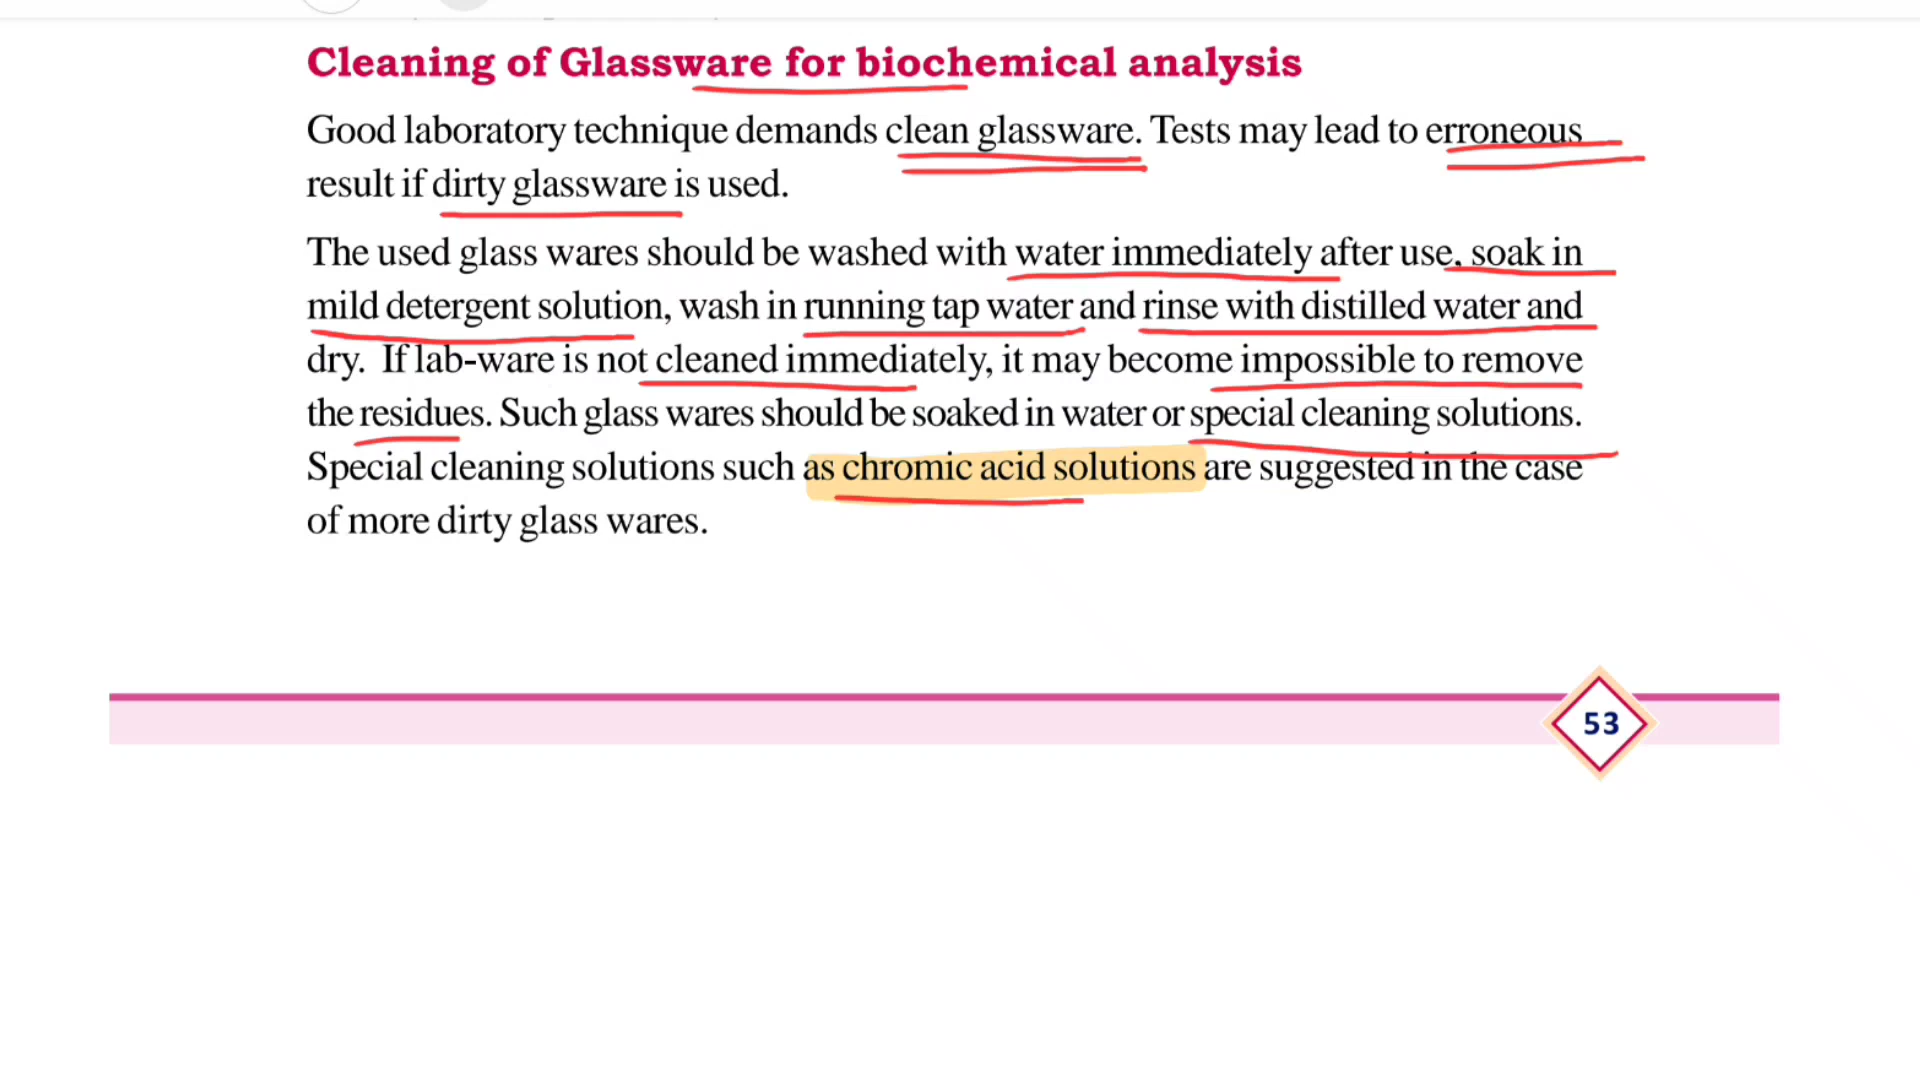 Cleaning of Glassware for biochemical analysis
Good laboratory technique demands clean glassware. Tests may lead to erroneous
result if dirty glassware is used.
The used glass wares should be washed with water immediately after use, soak in
mild detergent solution, wash in running tap water and rinse with distilled water and
dry. If lab-ware is not cleaned immediately, it may become impossible to remove
the residues. Such glass wares should be soaked in water or special cleaning solutions.
Special cleaning solutions such as chromic acid solutions are suggested in the case
of more dirty glass wares.
53